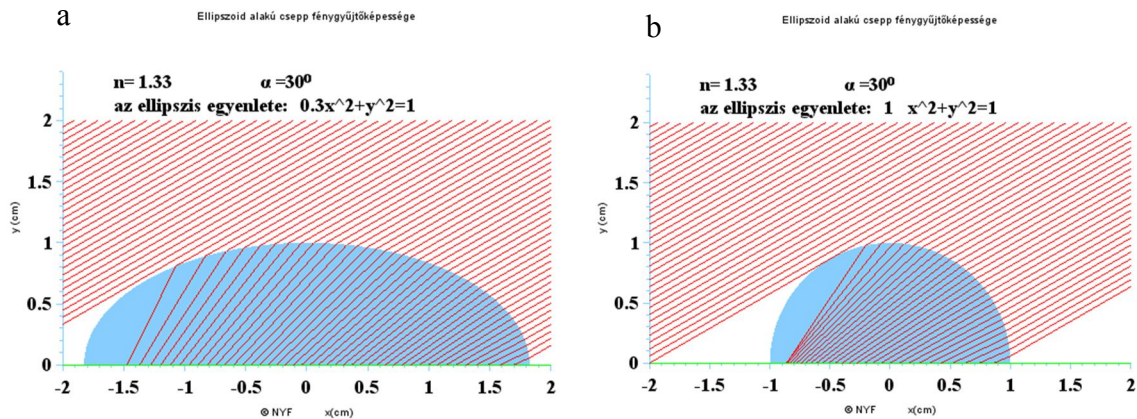 a
Ellipszoid alakú csepp fénygyűjtőképessége
n= 1.33 α =30⁰
az ellipszis egyenlete: 0.3x^2+y^2=1
y (cm)
2
1.5
1
0.5
0
-2 -1.5 -1 -0.5 0 0.5 1 1.5 2
© NYF x(cm)
b
Ellipszoid alakú csepp fénygyűjtőképessége
n= 1.33 α =30⁰
az ellipszis egyenlete: 1 x^2+y^2=1
y (cm)
2
1.5
1
0.5
0
-2 -1.5 -1 -0.5 0 0.5 1 1.5 2
© NYF x(cm)